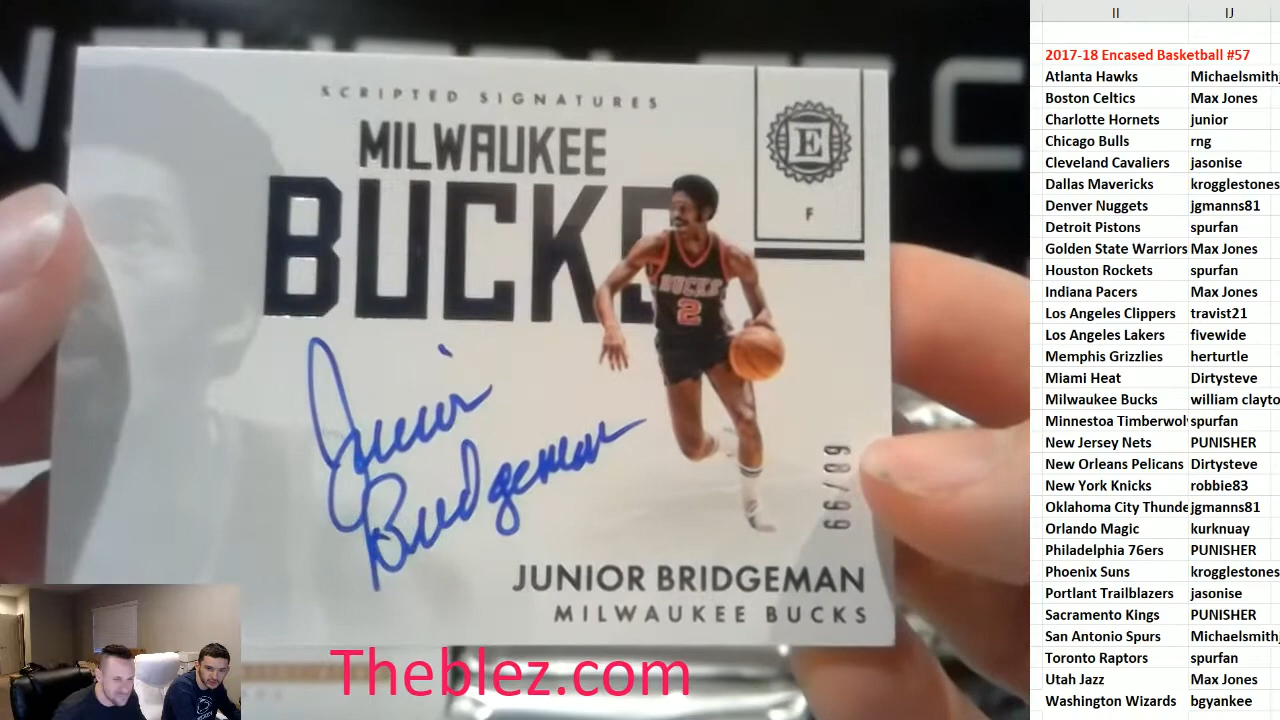 SCRIPTED SIGNATURES
MILWAUKEE
BUCKS
E
F
BUCKS
2
Junior
Bridgeman
89/99
JUNIOR BRIDGEMAN
MILWAUKEE BUCKS
Theblez.com
II IJ
2017-18 Encased Basketball #57
Atlanta Hawks Michaelsmithj
Boston Celtics Max Jones
Charlotte Hornets junior
Chicago Bulls rng
Cleveland Cavaliers jasonise
Dallas Mavericks krogglestones
Denver Nuggets jgmanns81
Detroit Pistons spurfan
Golden State Warriors Max Jones
Houston Rockets spurfan
Indiana Pacers Max Jones
Los Angeles Clippers travist21
Los Angeles Lakers fivewide
Memphis Grizzlies herturtle
Miami Heat Dirtysteve
Milwaukee Bucks william clayto
Minnestoa Timberwol spurfan
New Jersey Nets PUNISHER
New Orleans Pelicans Dirtysteve
New York Knicks robbie83
Oklahoma City Thunde jgmanns81
Orlando Magic kurknuay
Philadelphia 76ers PUNISHER
Phoenix Suns krogglestones
Portlant Trailblazers jasonise
Sacramento Kings PUNISHER
San Antonio Spurs Michaelsmithj
Toronto Raptors spurfan
Utah Jazz Max Jones
Washington Wizards bgyankee